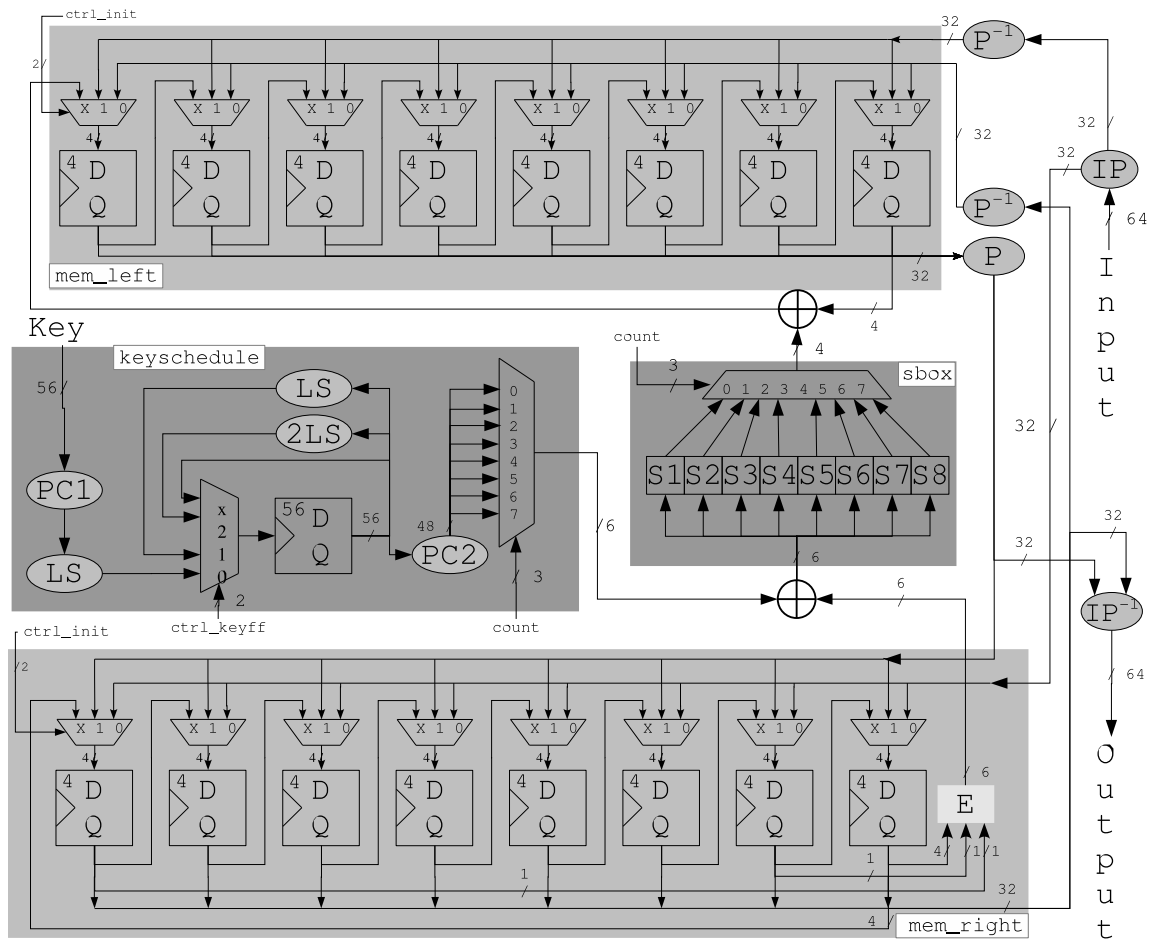 ctrl_init
32
P⁻¹
2
X 1 0 X 1 0 X 1 0 X 1 0 X 1 0 X 1 0 X 1 0 X 1 0
32
4 4 4 4 4 4 4 4
32
4 D 4 D 4 D 4 D 4 D 4 D 4 D 4 D
32
IP
Q Q Q Q Q Q Q Q
P⁻¹
64
P
mem_left
32
Input
4
Key
count
4
keyschedule
3
sbox
56
LS
0
1
2
3
4
5
6
7
0 1 2 3 4 5 6 7
2LS
32
PC1
S1 S2 S3 S4 S5 S6 S7 S8
x
2
1
0
56 D
Q
56
48
PC2
6
32
LS
6
32
3
6
2
IP⁻¹
ctrl_keyff
count
ctrl_init
2
64
X 1 0 X 1 0 X 1 0 X 1 0 X 1 0 X 1 0 X 1 0 X 1 0
4 4 4 4 4 4 4 4
6
4 D 4 D 4 D 4 D 4 D 4 D 4 D 4 D
E
Q Q Q Q Q Q Q Q
4 1 1
1
1
32
4
mem_right
Output